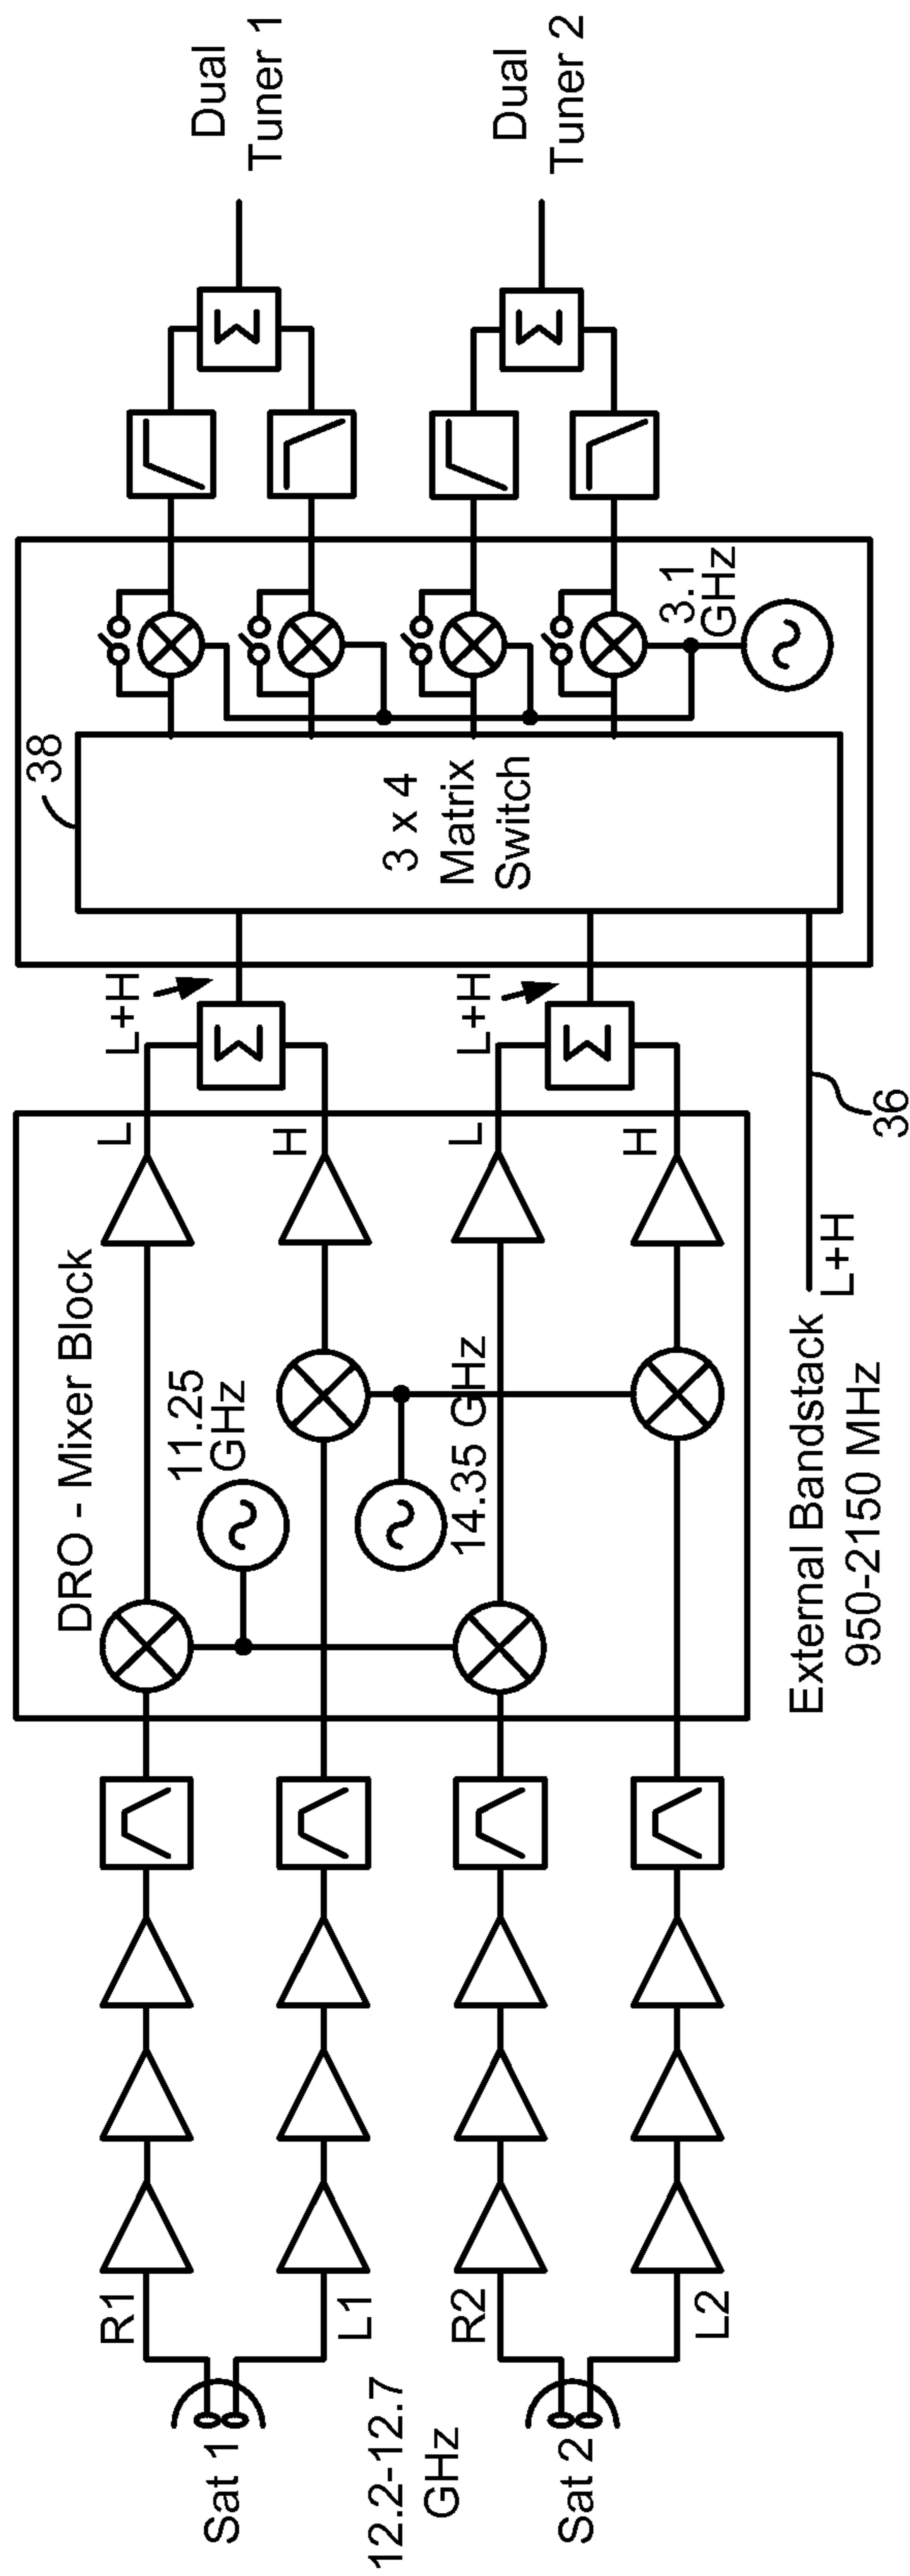 Sat 1
R1
L1
12.2-12.7
GHz
Sat 2
R2
L2
DRO - Mixer Block
11.25
GHz
14.35 GHz
L
H
L
H
L+H
L+H
External Bandstack
950-2150 MHz
L+H
36
38
3 x 4
Matrix
Switch
3.1
GHz
Σ
Σ
Σ
Σ
Dual
Tuner 1
Dual
Tuner 2